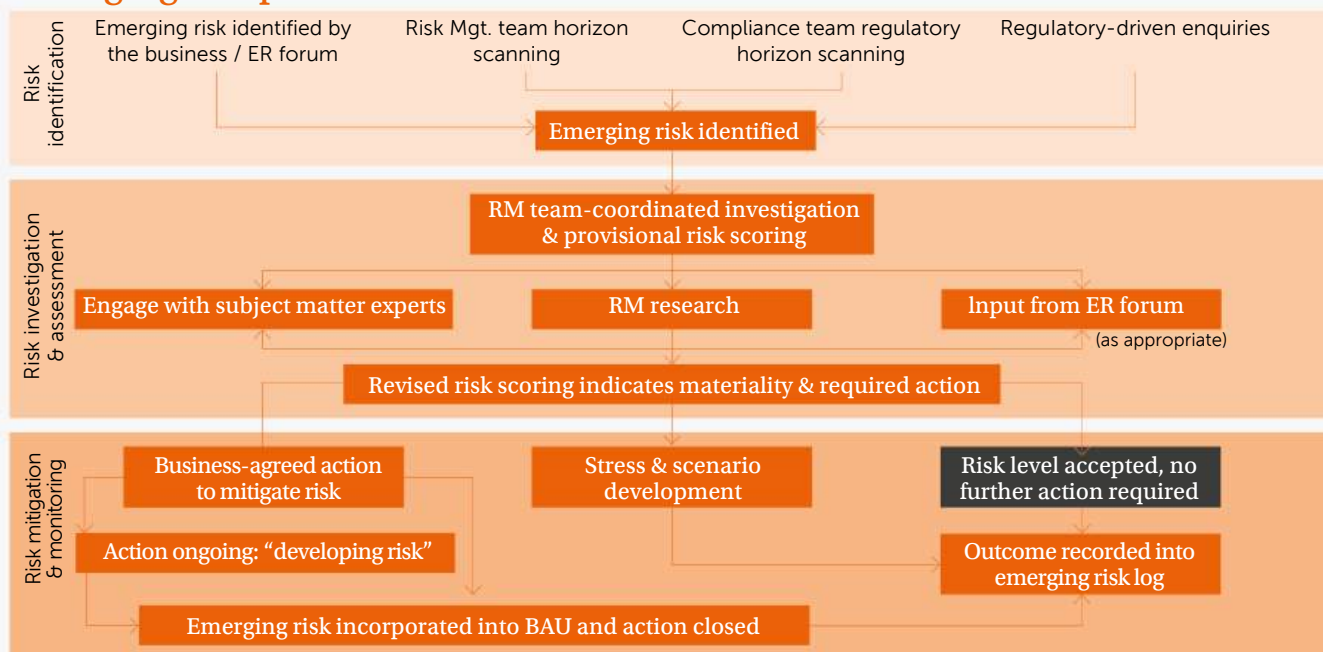 Risk
identification
Emerging risk identified by
the business / ER forum
Risk Mgt. team horizon
scanning
Compliance team regulatory
horizon scanning
Regulatory-driven enquiries
Emerging risk identified
Risk investigation
& assessment
RM team-coordinated investigation
& provisional risk scoring
Engage with subject matter experts
RM research
Input from ER forum
(as appropriate)
Revised risk scoring indicates materiality & required action
Risk mitigation
& monitoring
Business-agreed action
to mitigate risk
Stress & scenario
development
Risk level accepted, no
further action required
Action ongoing: “developing risk”
Outcome recorded into
emerging risk log
Emerging risk incorporated into BAU and action closed